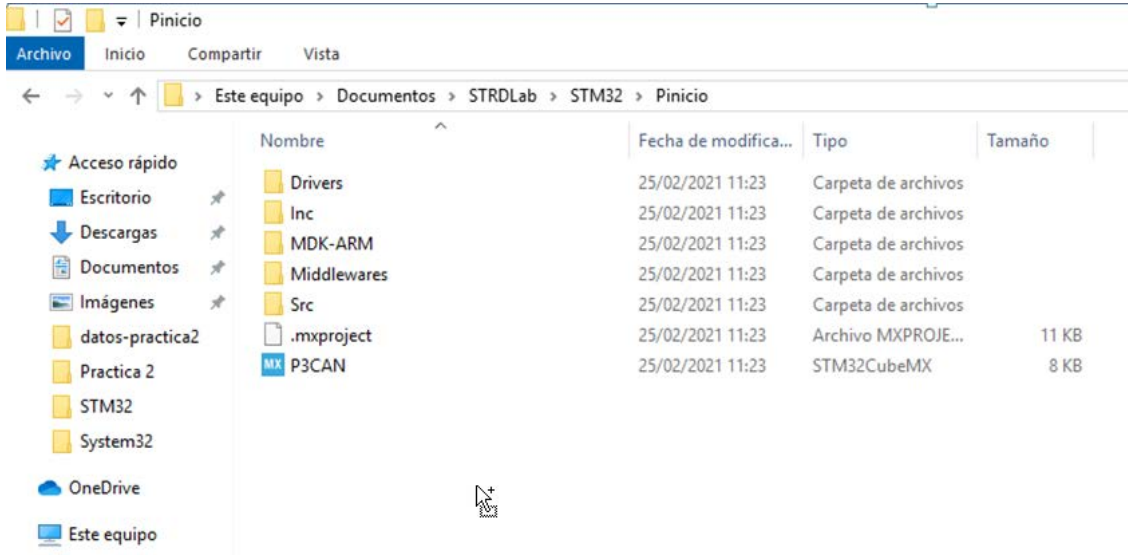 Pinicio
Archivo Inicio Compartir Vista
Este equipo > Documentos > STRDLab > STM32 > Pinicio
Nombre Fecha de modifica... Tipo Tamaño
Acceso rápido
Escritorio
Descargas
Documentos
Imágenes
datos-practica2
Practica 2
STM32
System32
OneDrive
Este equipo
Drivers 25/02/2021 11:23 Carpeta de archivos
Inc 25/02/2021 11:23 Carpeta de archivos
MDK-ARM 25/02/2021 11:23 Carpeta de archivos
Middlewares 25/02/2021 11:23 Carpeta de archivos
Src 25/02/2021 11:23 Carpeta de archivos
.mxproject 25/02/2021 11:23 Archivo MXPROJE... 11 KB
MX P3CAN 25/02/2021 11:23 STM32CubeMX 8 KB